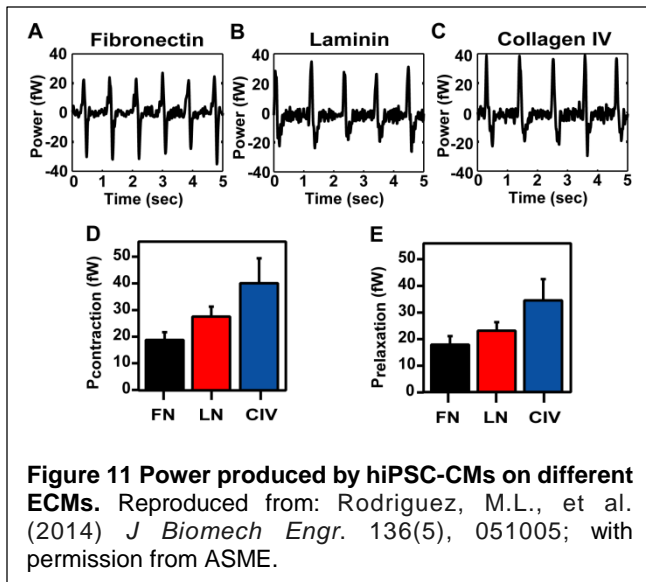 A Fibronectin B Laminin C Collagen IV
Power (fW)
40
20
0
-20
-40
0 1 2 3 4 5
Time (sec)
Power (fW)
40
20
0
-20
-40
0 1 2 3 4 5
Time (sec)
Power (fW)
40
20
0
-20
-40
0 1 2 3 4 5
Time (sec)
D
Pcontraction (fW)
50
40
30
20
10
0
FN LN CIV
E
Prelaxation (fW)
50
40
30
20
10
0
FN LN CIV
Figure 11 Power produced by hiPSC-CMs on different
ECMs. Reproduced from: Rodriguez, M.L., et al.
(2014) J Biomech Engr. 136(5), 051005; with
permission from ASME.